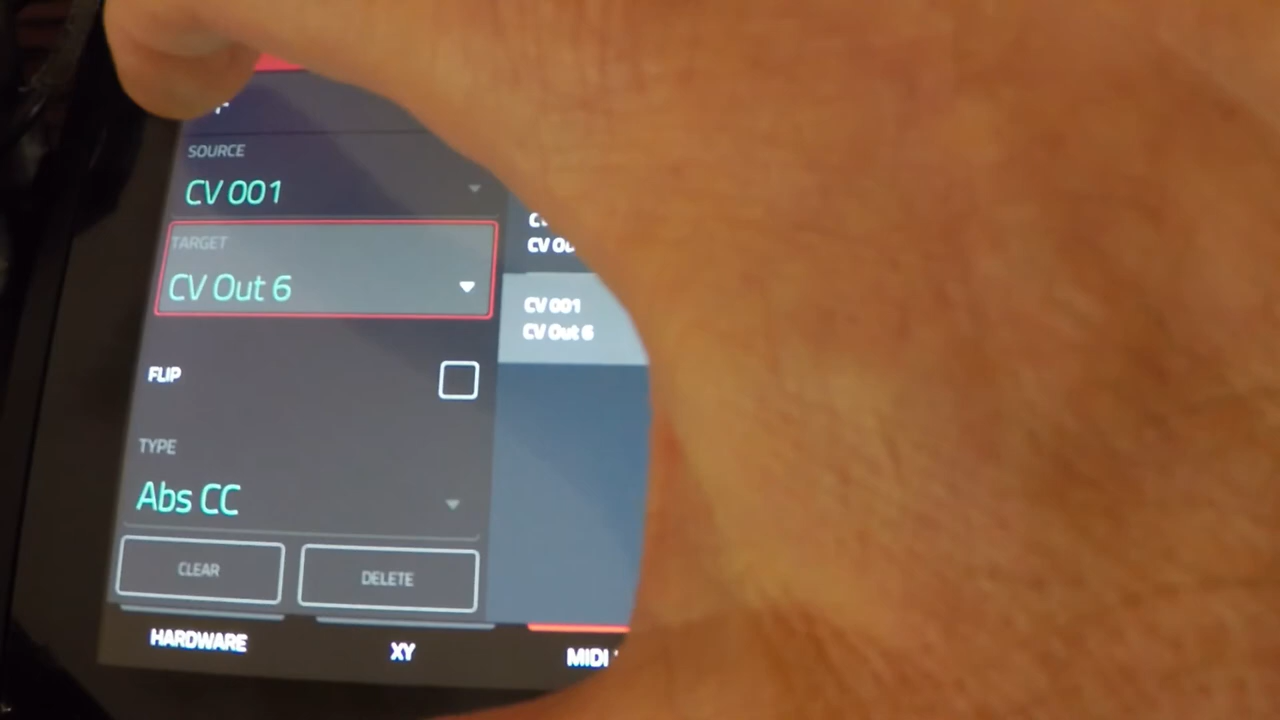 SOURCE
CV 001
TARGET
CV Out 6
FLIP
TYPE
Abs CC
CLEAR
DELETE
CV
CV 001
CV Out 6
HARDWARE
XY
MIDI